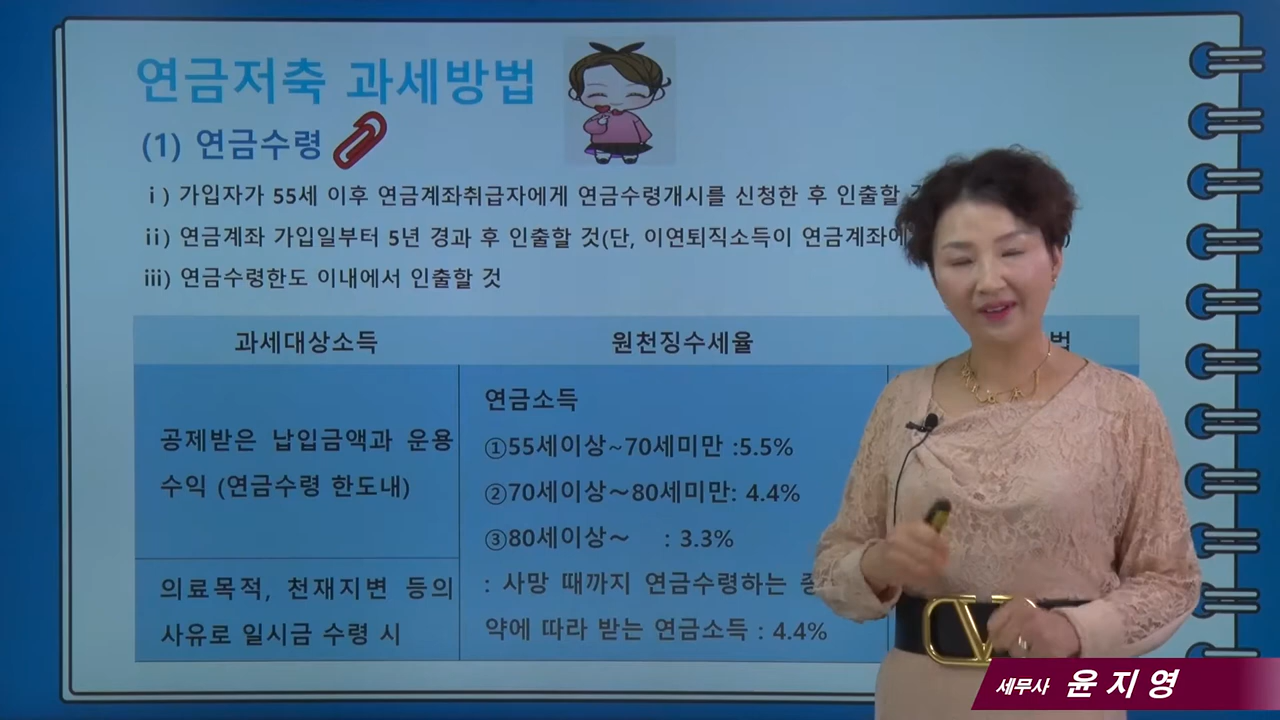 연금저축 과세방법
(1) 연금수령
ⅰ) 가입자가 55세 이후 연금계좌취급자에게 연금수령개시를 신청한 후 인출할
ⅱ) 연금계좌 가입일부터 5년 경과 후 인출할 것(단, 이연퇴직소득이 연금계좌에
ⅲ) 연금수령한도 이내에서 인출할 것
과세대상소득 원천징수세율 법
공제받은 납입금액과 운용
수익 (연금수령 한도내)
연금소득
①55세이상~70세미만 :5.5%
②70세이상~80세미만: 4.4%
③80세이상~ : 3.3%
의료목적, 천재지변 등의
사유로 일시금 수령 시
: 사망 때까지 연금수령하는
약에 따라 받는 연금소득 : 4.4%
세무사 윤지영